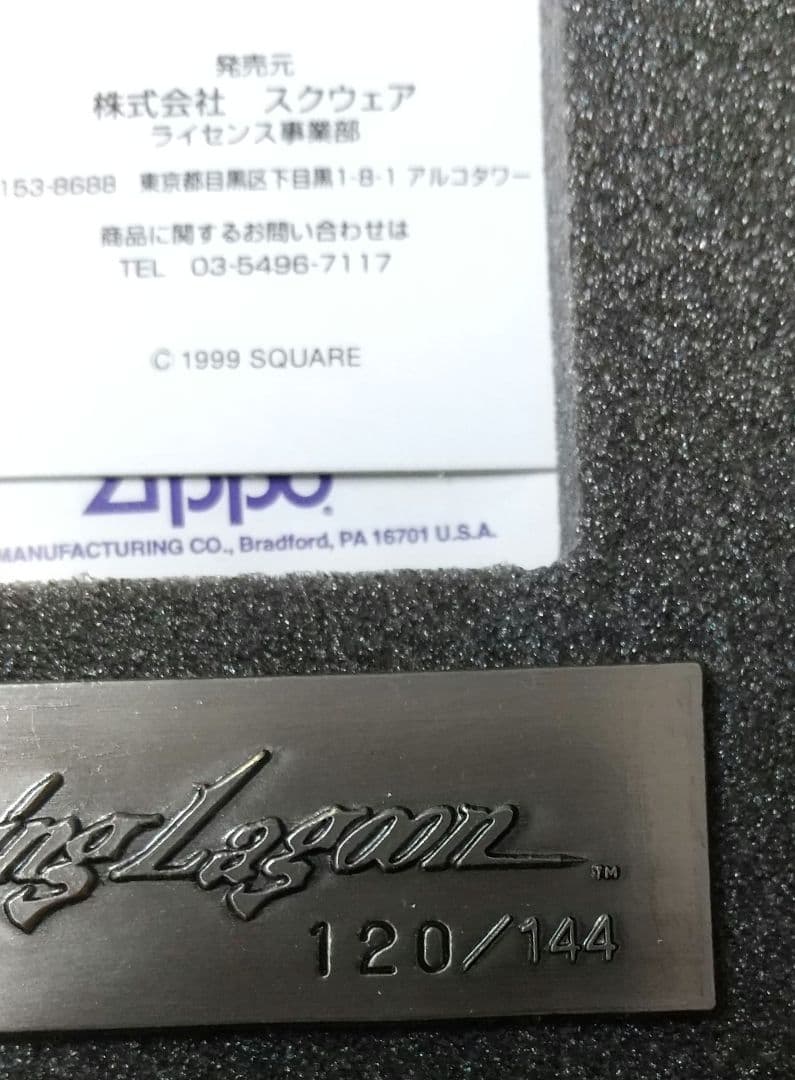 発売元
株式会社 スクウェア
ライセンス事業部
153-8688 東京都目黒区下目黒1-8-1 アルコタワー
商品に関するお問い合わせは
TEL 03-5496-7117
© 1999 SQUARE
Zippo
MANUFACTURING CO., Bradford, PA 16701 U.S.A.
ing Lagoon™
120/144